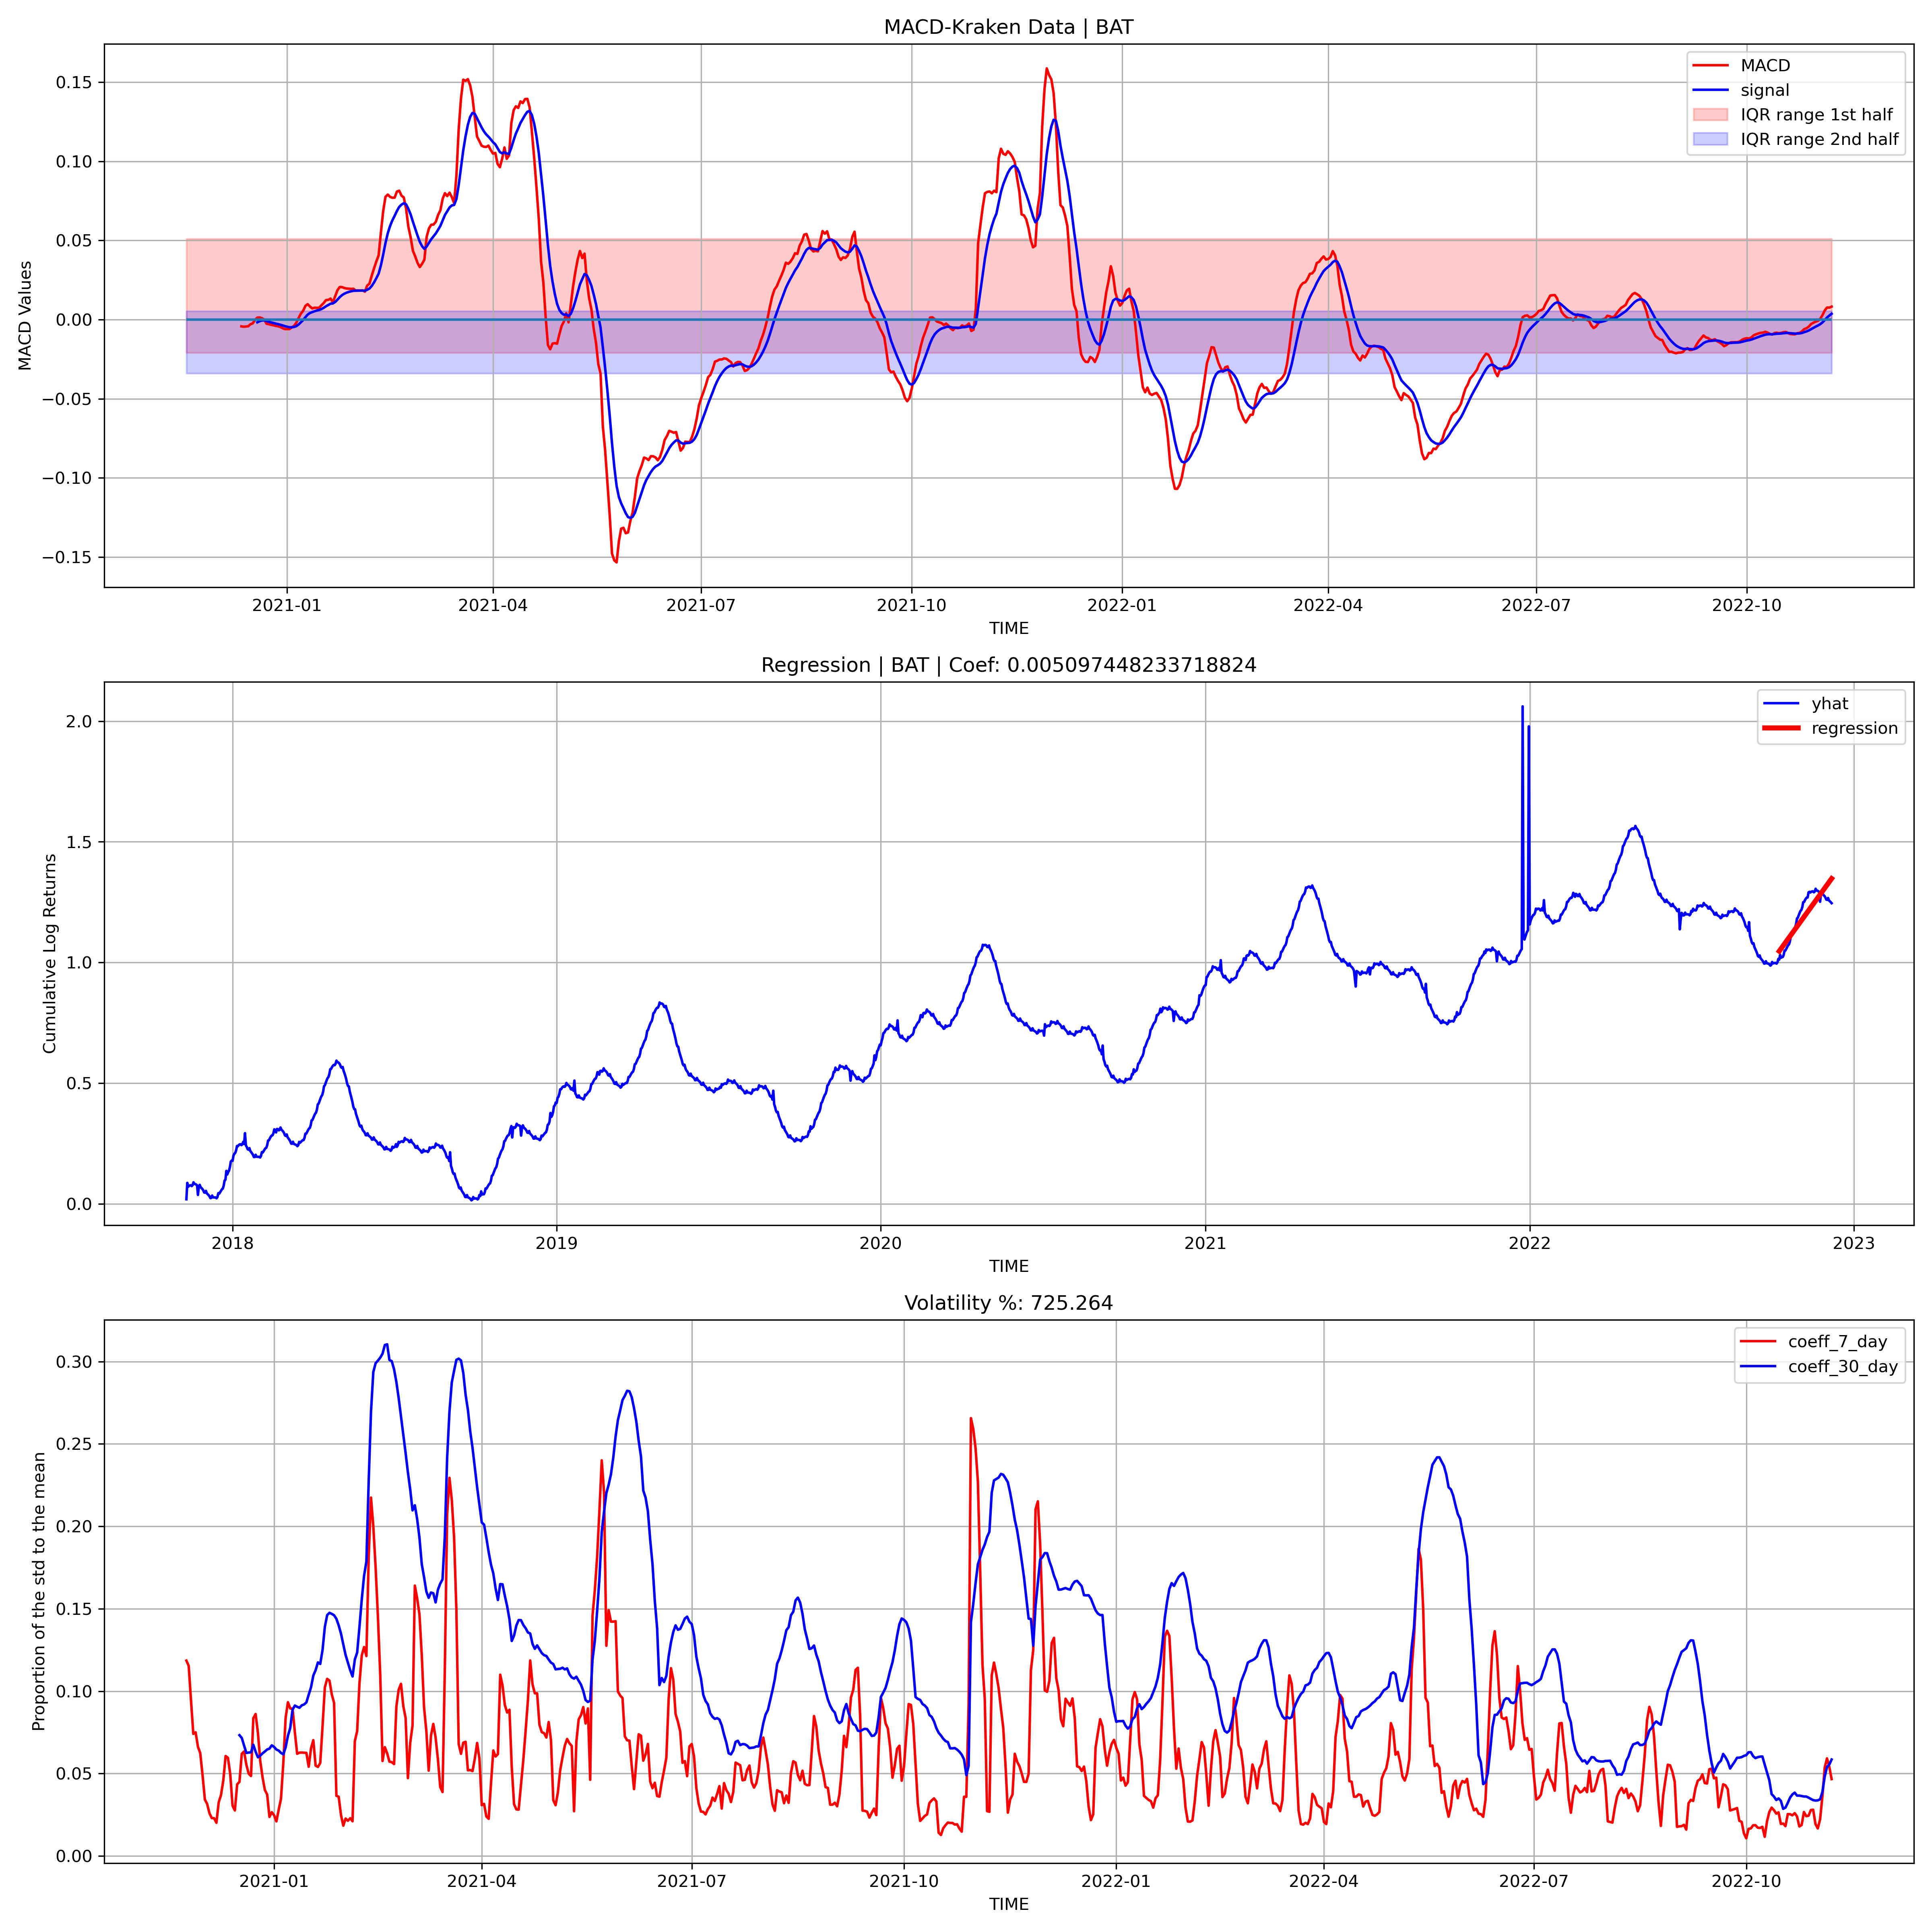 MACD-Kraken Data | BAT
MACD
signal
IQR range 1st half
IQR range 2nd half
0.15
0.10
0.05
0.00
−0.05
−0.10
−0.15
MACD Values
2021-01 2021-04 2021-07 2021-10 2022-01 2022-04 2022-07 2022-10
TIME
Regression | BAT | Coef: 0.005097448233718824
yhat
regression
2.0
1.5
1.0
0.5
0.0
Cumulative Log Returns
2018 2019 2020 2021 2022 2023
TIME
Volatility %: 725.264
coeff_7_day
coeff_30_day
0.30
0.25
0.20
0.15
0.10
0.05
0.00
Proportion of the std to the mean
2021-01 2021-04 2021-07 2021-10 2022-01 2022-04 2022-07 2022-10
TIME